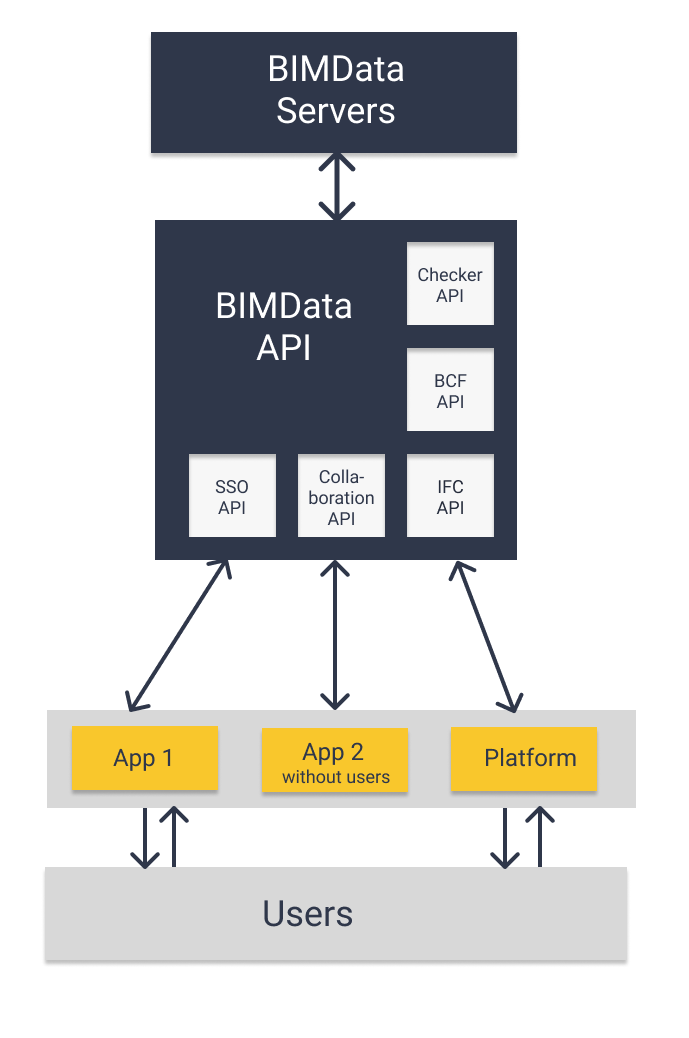 BIMData
Servers
BIMData
API
Checker
API
BCF
API
SSO
API
Colla-
boration
API
IFC
API
App 1
App 2
without users
Platform
Users